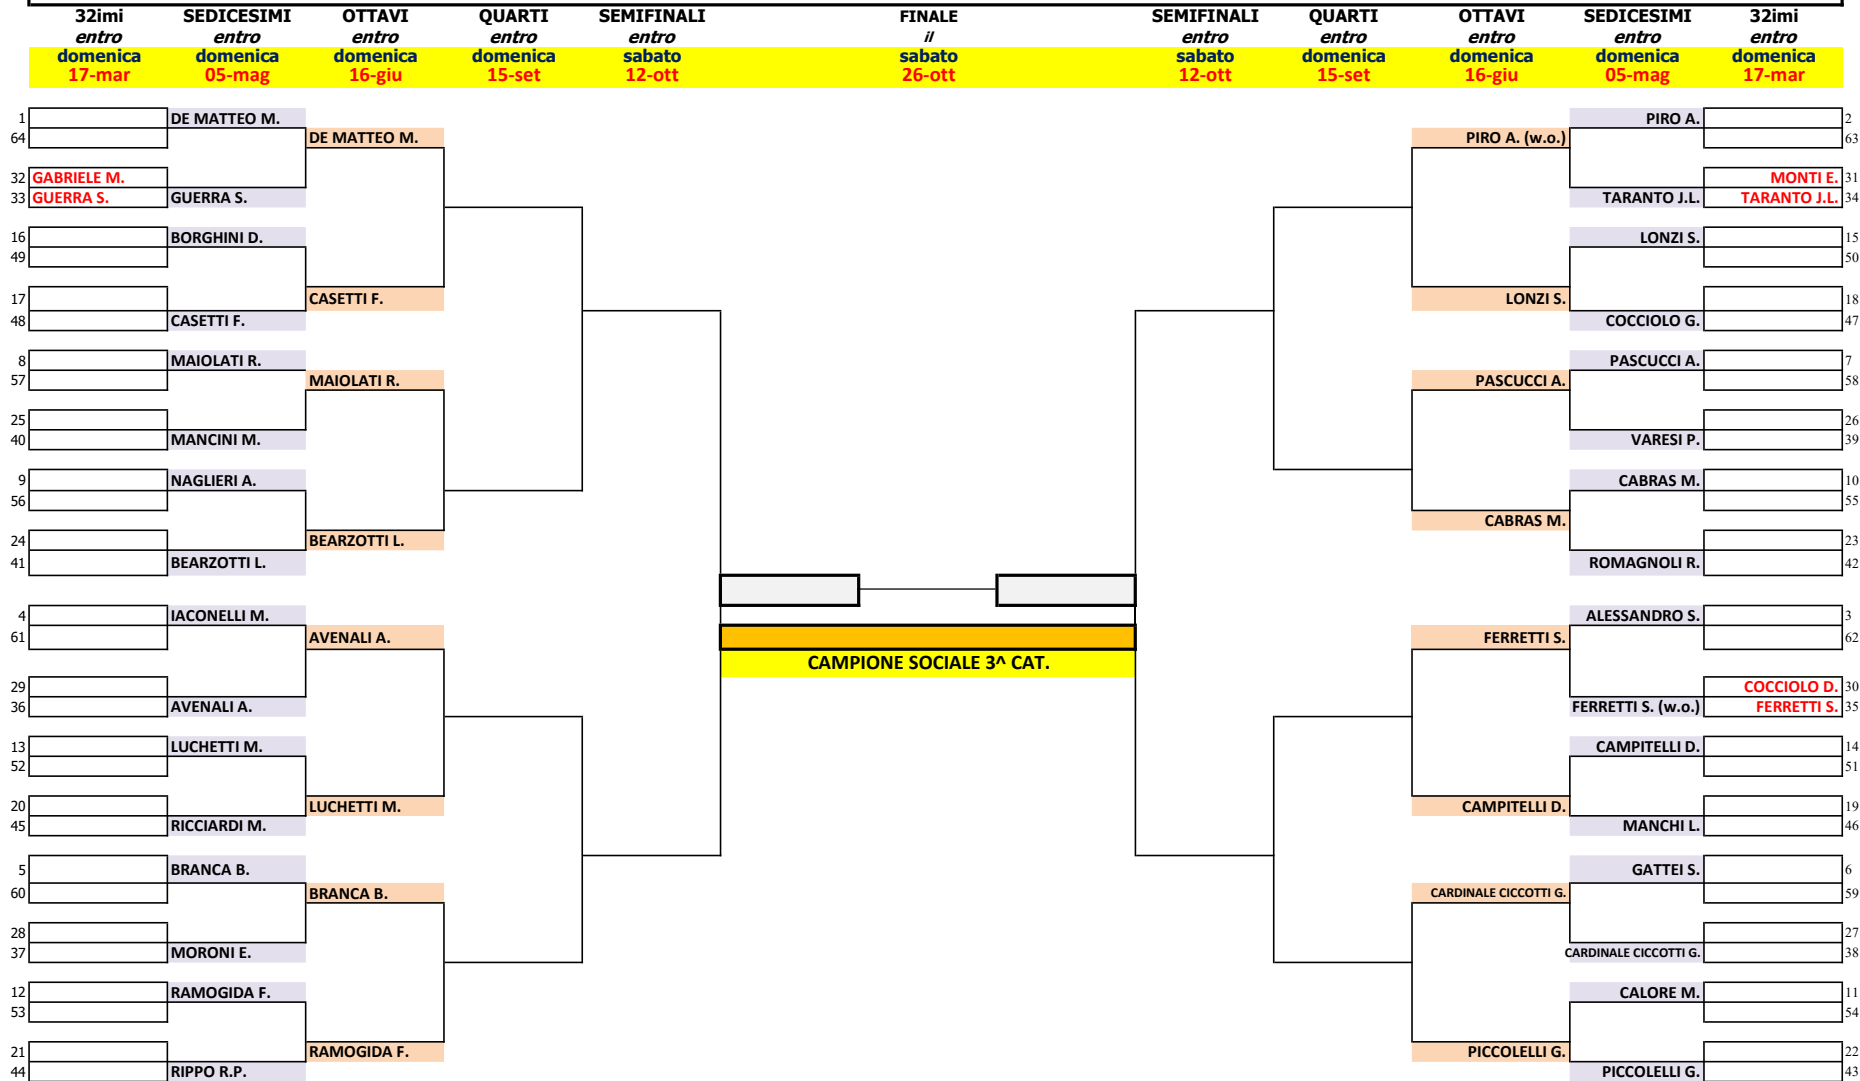 32imi SEDICESIMI OTTAVI QUARTI SEMIFINALI FINALE SEMIFINALI QUARTI OTTAVI SEDICESIMI 32imi
entro entro entro entro entro il entro entro entro entro entro
domenica domenica domenica domenica sabato sabato sabato domenica domenica domenica domenica
17-mar 05-mag 16-giu 15-set 12-ott 26-ott 12-ott 15-set 16-giu 05-mag 17-mar
1 DE MATTEO M. PIRO A. 2
64 DE MATTEO M. PIRO A. (w.o.) 63
32 GABRIELE M. MONTI E. 31
33 GUERRA S. GUERRA S. TARANTO J.L. TARANTO J.L. 34
16 BORGHINI D. LONZI S. 15
49 50
17 CASETTI F. LONZI S. 18
48 CASETTI F. COCCIOLO G. 47
8 MAIOLATI R. PASCUCCI A. 7
57 MAIOLATI R. PASCUCCI A. 58
25 26
40 MANCINI M. VARESI P. 39
9 NAGLIERI A. CABRAS M. 10
56 55
24 BEARZOTTI L. CABRAS M. 23
41 BEARZOTTI L. ROMAGNOLI R. 42
4 IACONELLI M. ALESSANDRO S. 3
61 AVENALI A. FERRETTI S. 62
CAMPIONE SOCIALE 3^ CAT.
29 COCCIOLO D. 30
36 AVENALI A. FERRETTI S. (w.o.) FERRETTI S. 35
13 LUCHETTI M. CAMPITELLI D. 14
52 51
20 LUCHETTI M. CAMPITELLI D. 19
45 RICCIARDI M. MANCHI L. 46
5 BRANCA B. GATTEI S. 6
60 BRANCA B. CARDINALE CICCOTTI G. 59
28 27
37 MORONI E. CARDINALE CICCOTTI G. 38
12 RAMOGIDA F. CALORE M. 11
53 54
21 RAMOGIDA F. PICCOLELLI G. 22
44 RIPPO R.P. PICCOLELLI G. 43